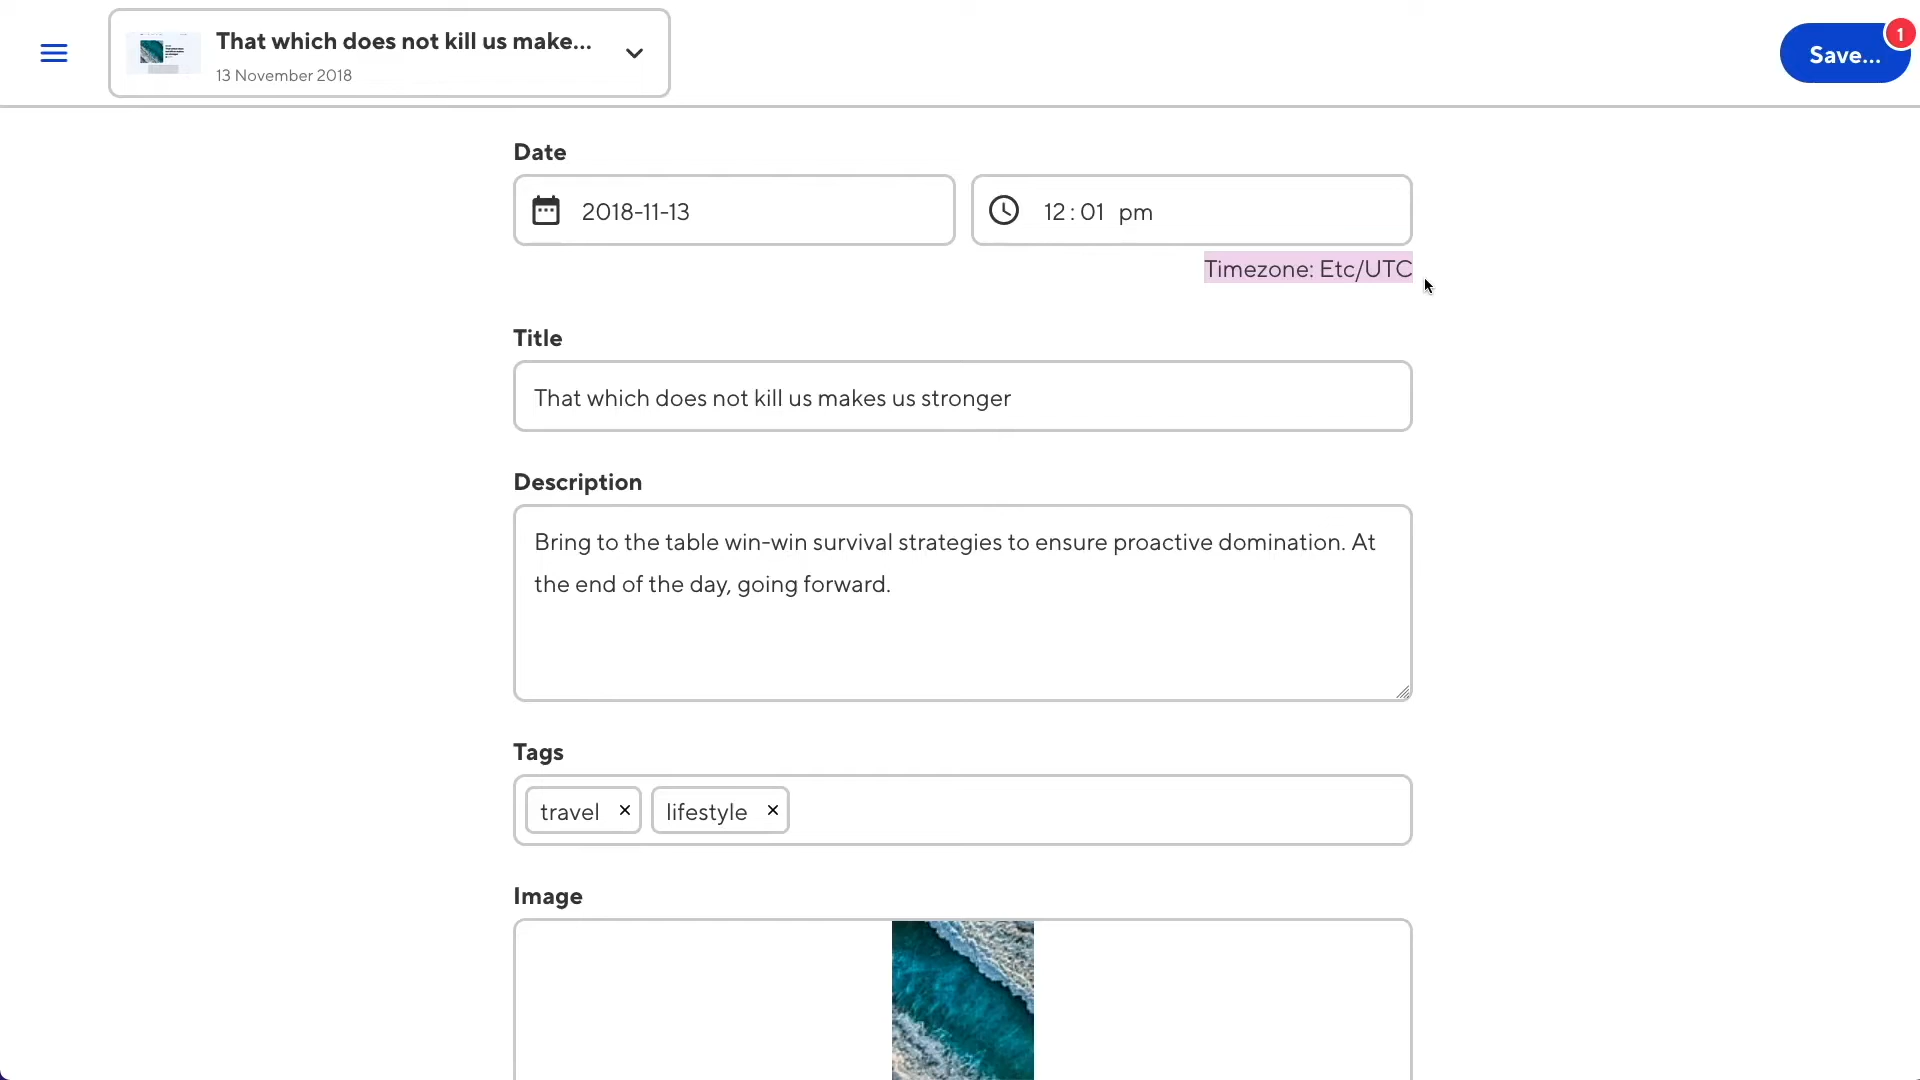 That which does not kill us make...
13 November 2018
Save...
1
Date
2018-11-13
12:01 pm
Timezone: Etc/UTC
Title
That which does not kill us makes us stronger
Description
Bring to the table win-win survival strategies to ensure proactive domination. At
the end of the day, going forward.
Tags
travel ×
lifestyle ×
Image